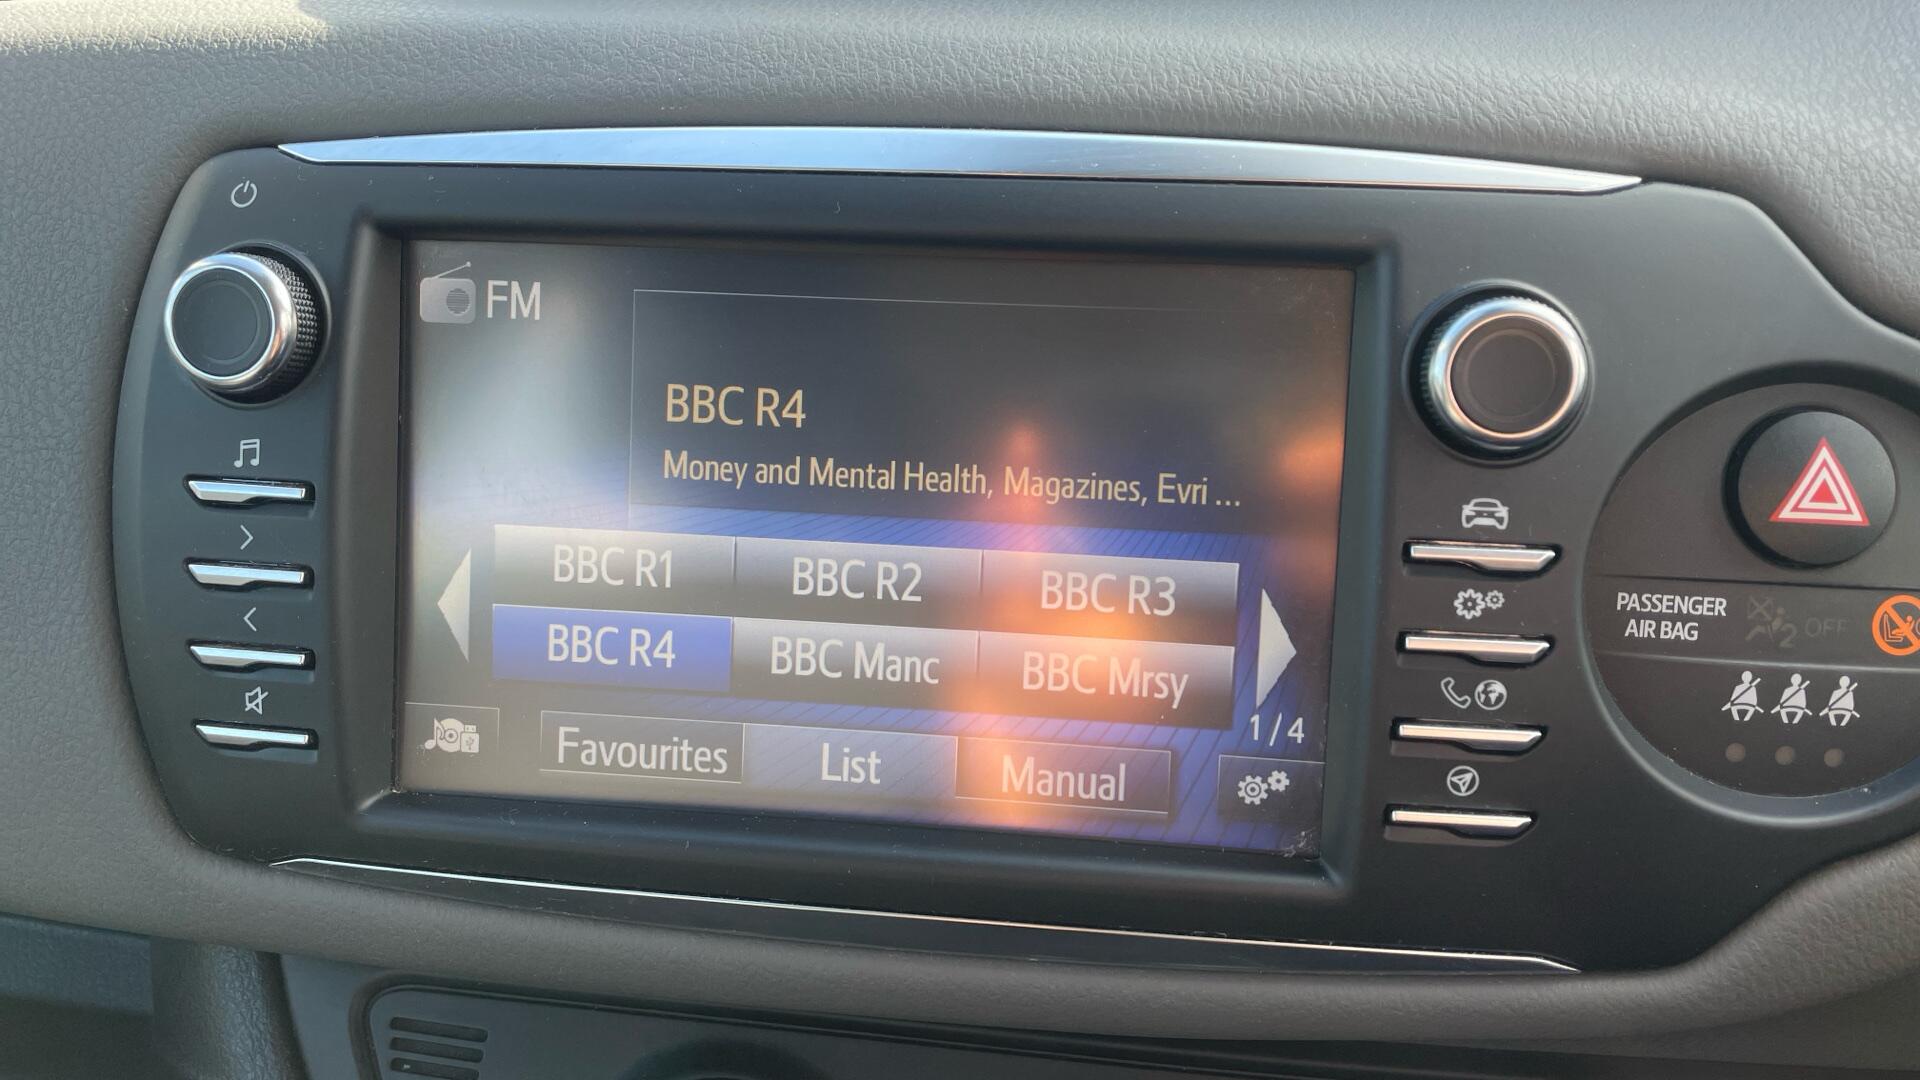 FM
BBC R4
Money and Mental Health, Magazines, Evri ...
BBC R1 BBC R2 BBC R3
BBC R4 BBC Manc BBC Mrsy
1 / 4
Favourites List Manual
PASSENGER
AIR BAG
2 OFF